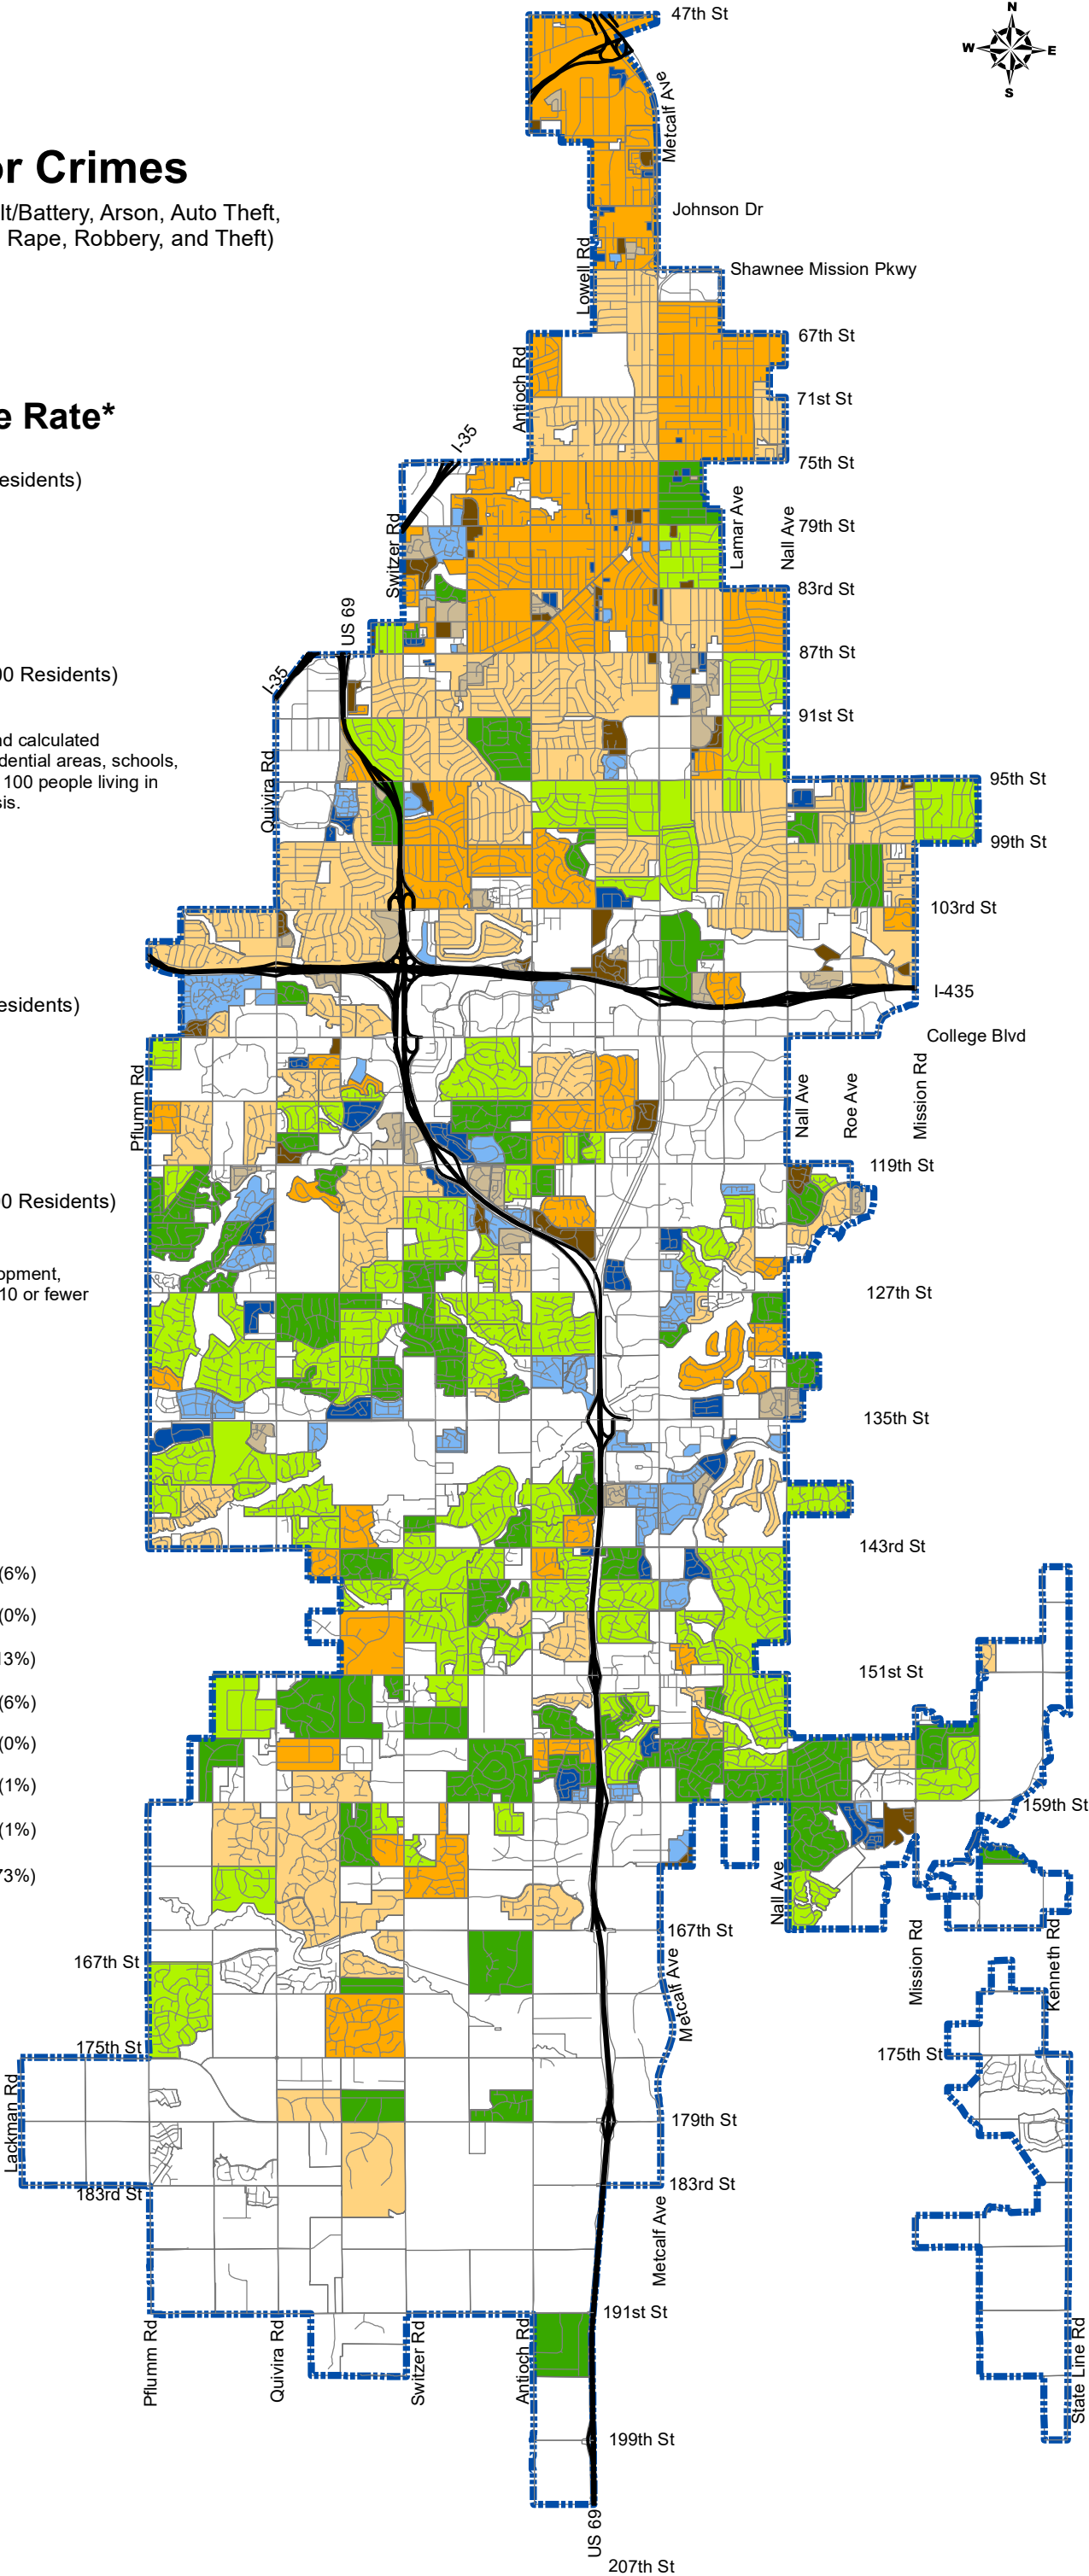 47th St
N
W
E
S
Metcalf Ave
or Crimes
lt/Battery, Arson, Auto Theft,
Rape, Robbery, and Theft)
Johnson Dr
Lowell Rd
Shawnee Mission Pkwy
67th St
Antioch Rd
71st St
e Rate*
I-35
75th St
esidents)
Switzer Rd
Lamar Ave
Nall Ave
79th St
83rd St
US 69
87th St
00 Residents)
I-35
91st St
nd calculated
dential areas, schools,
100 people living in
sis.
Quivira Rd
95th St
99th St
103rd St
I-435
esidents)
College Blvd
Pflumm Rd
Nall Ave
Roe Ave
Mission Rd
119th St
00 Residents)
opment,
10 or fewer
127th St
135th St
143rd St
(6%)
(0%)
13%)
151st St
(6%)
(0%)
(1%)
159th St
(1%)
73%)
Nall Ave
167th St
Mission Rd
Kenneth Rd
167th St
Metcalf Ave
175th St
175th St
Lackman Rd
179th St
183rd St
183rd St
Metcalf Ave
191st St
Pflumm Rd
Quivira Rd
Switzer Rd
Antioch Rd
State Line Rd
199th St
US 69
207th St